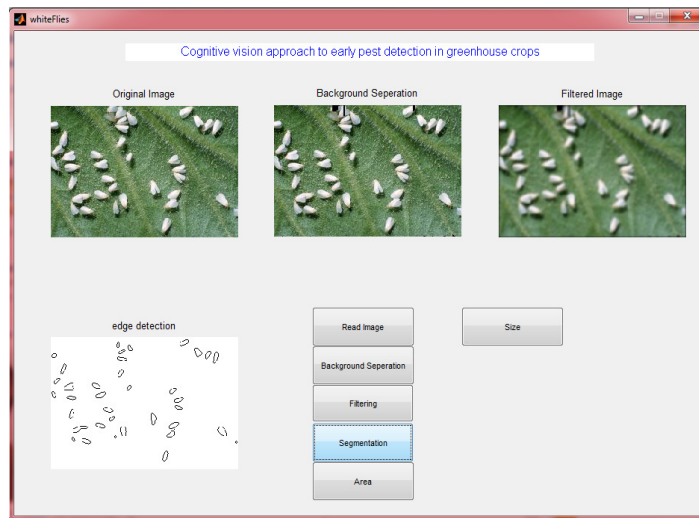 whiteFlies
Cognitive vision approach to early pest detection in greenhouse crops
Original Image
Background Seperation
Filtered Image
edge detection
Read Image
Size
Background Seperation
Filtering
Segmentation
Area